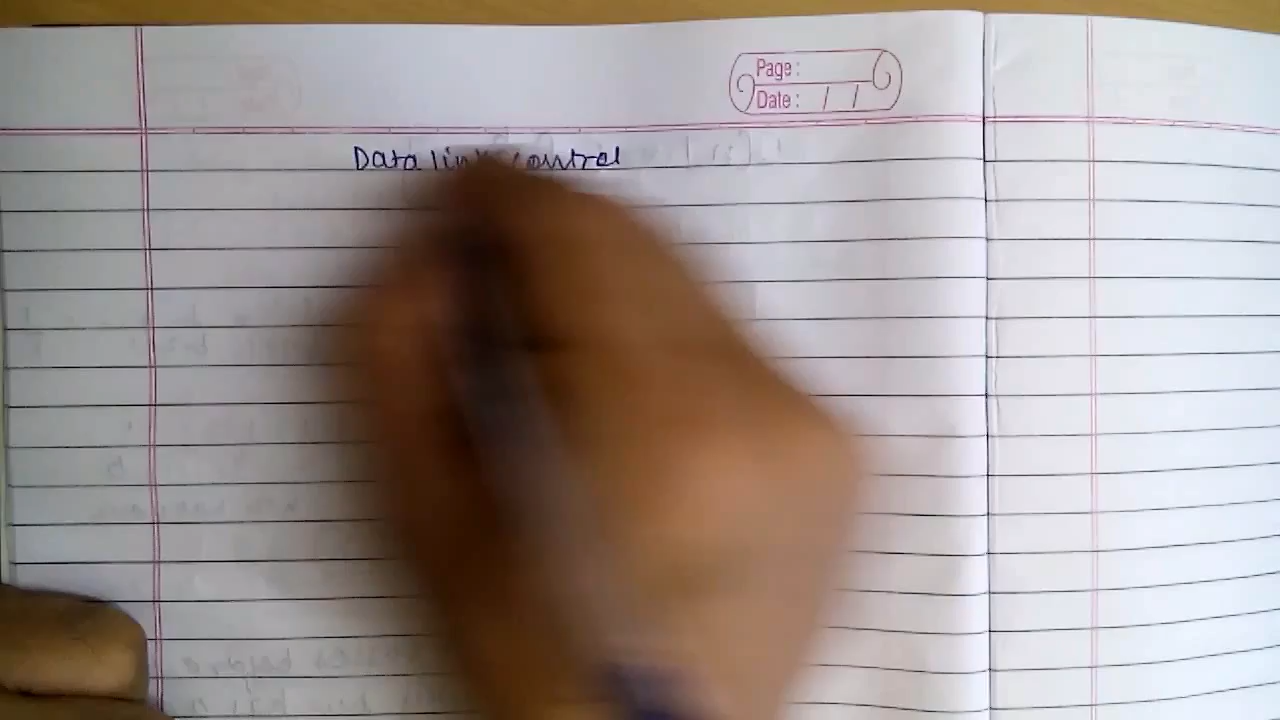 Page :
Date : / /
Data link control